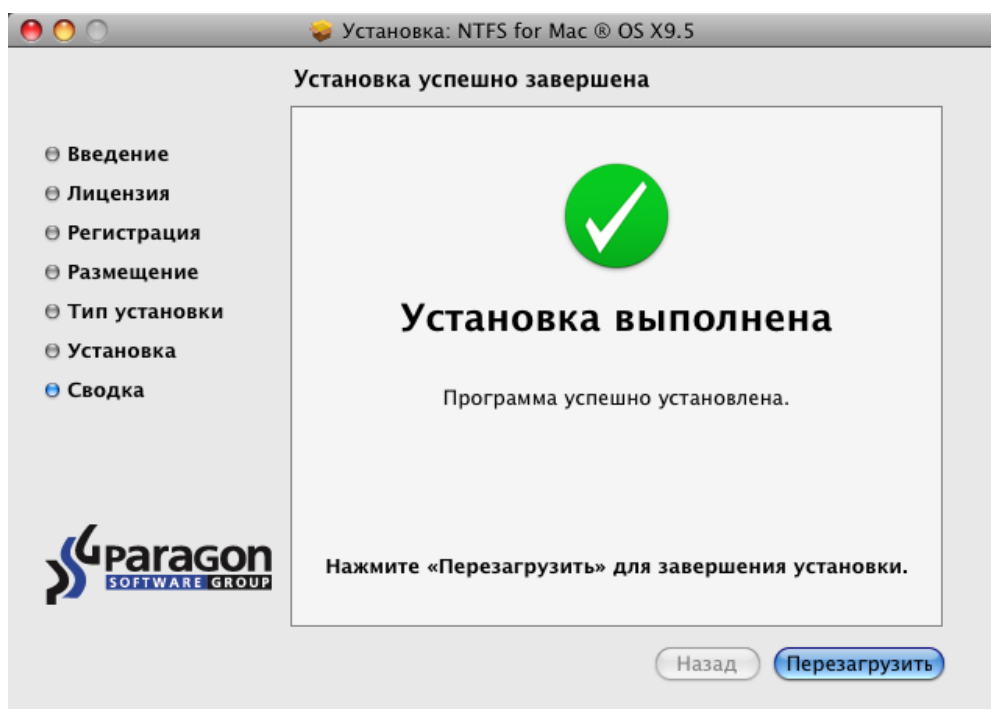 Установка: NTFS for Mac ® OS X9.5
Установка успешно завершена
Введение
Лицензия
Регистрация
Размещение
Тип установки
Установка
Сводка
Установка выполнена
Программа успешно установлена.
Нажмите «Перезагрузить» для завершения установки.
paragon
SOFTWARE GROUP
Назад
Перезагрузить